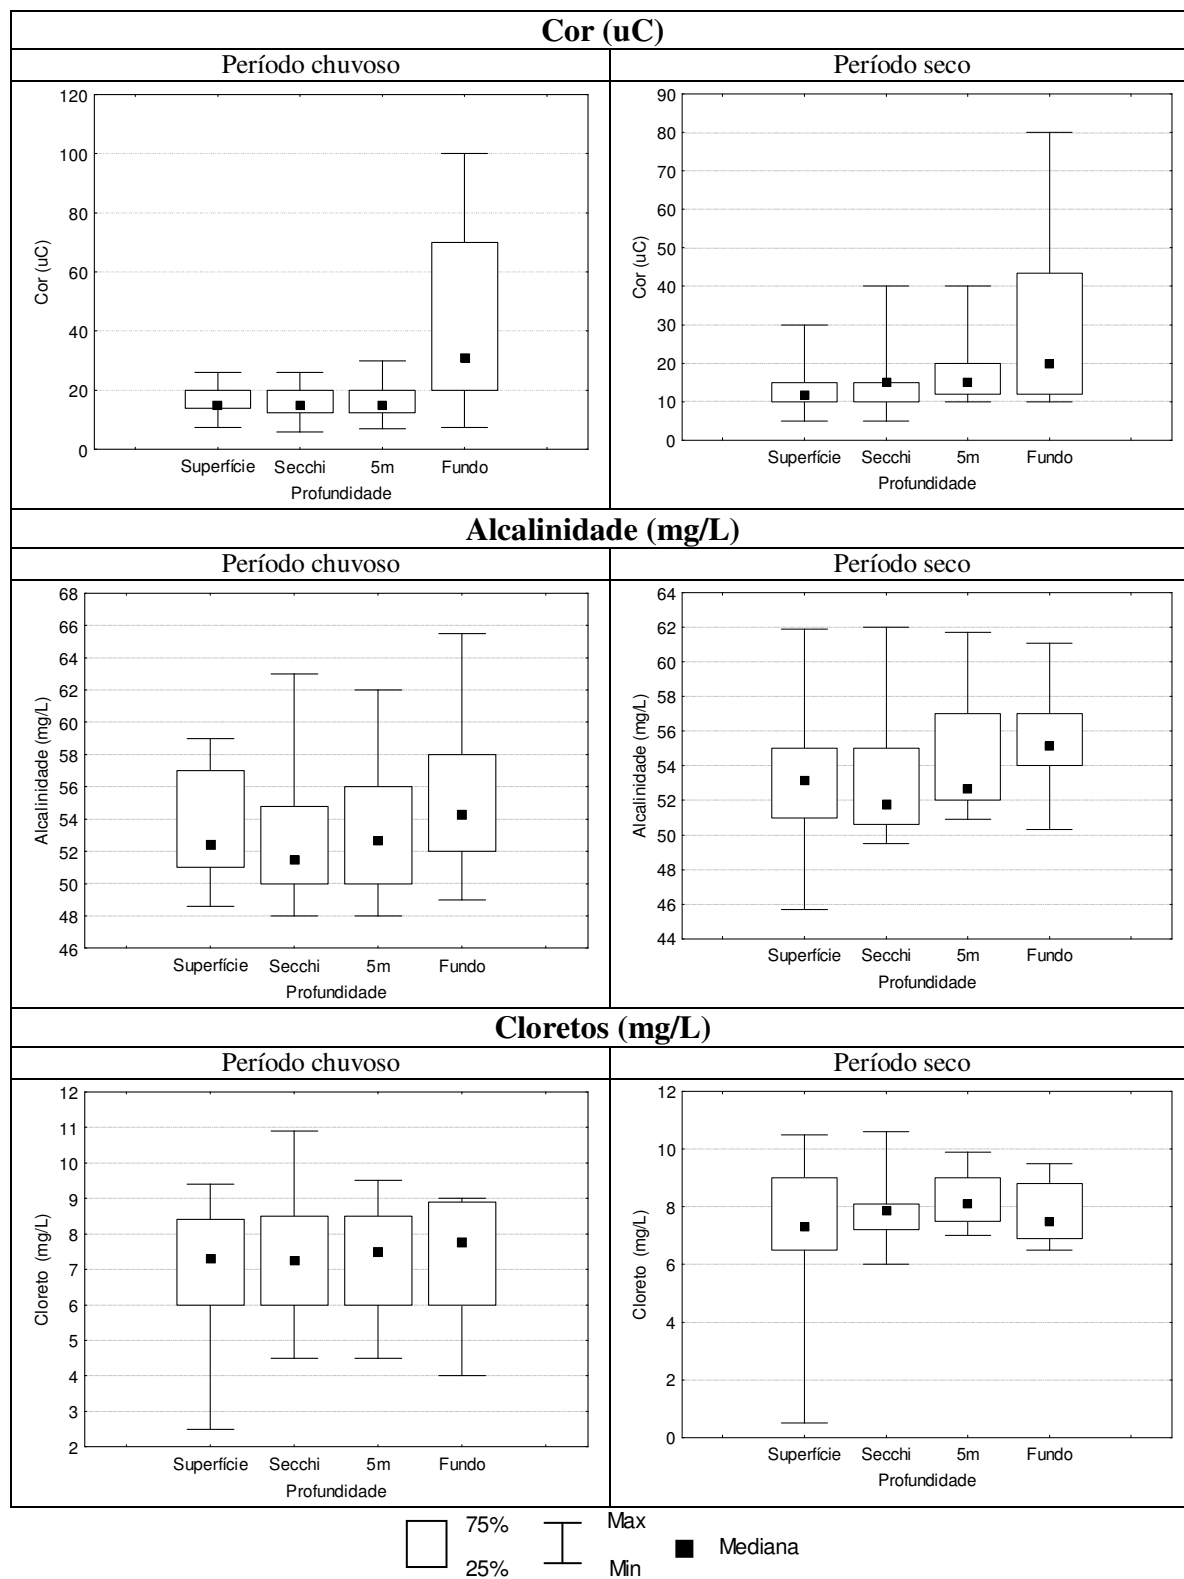 Cor (uC)
Período chuvoso
Período seco
120
100
80
60
40
20
0
Cor (uC)
Superfície Secchi 5m Fundo
Profundidade
90
80
70
60
50
40
30
20
10
0
Cor (uC)
Superfície Secchi 5m Fundo
Profundidade
Alcalinidade (mg/L)
Período chuvoso
Período seco
68
66
64
62
60
58
56
54
52
50
48
46
Alcalinidade (mg/L)
Superfície Secchi 5m Fundo
Profundidade
64
62
60
58
56
54
52
50
48
46
44
Alcalinidade (mg/L)
Superfície Secchi 5m Fundo
Profundidade
Cloretos (mg/L)
Período chuvoso
Período seco
12
11
10
9
8
7
6
5
4
3
2
Cloreto (mg/L)
Superfície Secchi 5m Fundo
Profundidade
12
10
8
6
4
2
0
Cloreto (mg/L)
Superfície Secchi 5m Fundo
Profundidade
75%
25%
Max
Min
Mediana